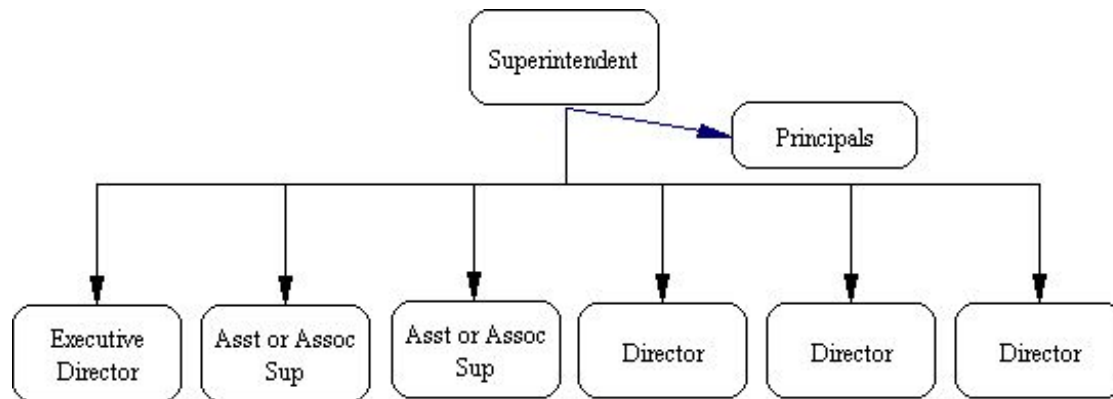 Superintendent
Principals
Executive
Director
Asst or Assoc
Sup
Asst or Assoc
Sup
Director
Director
Director